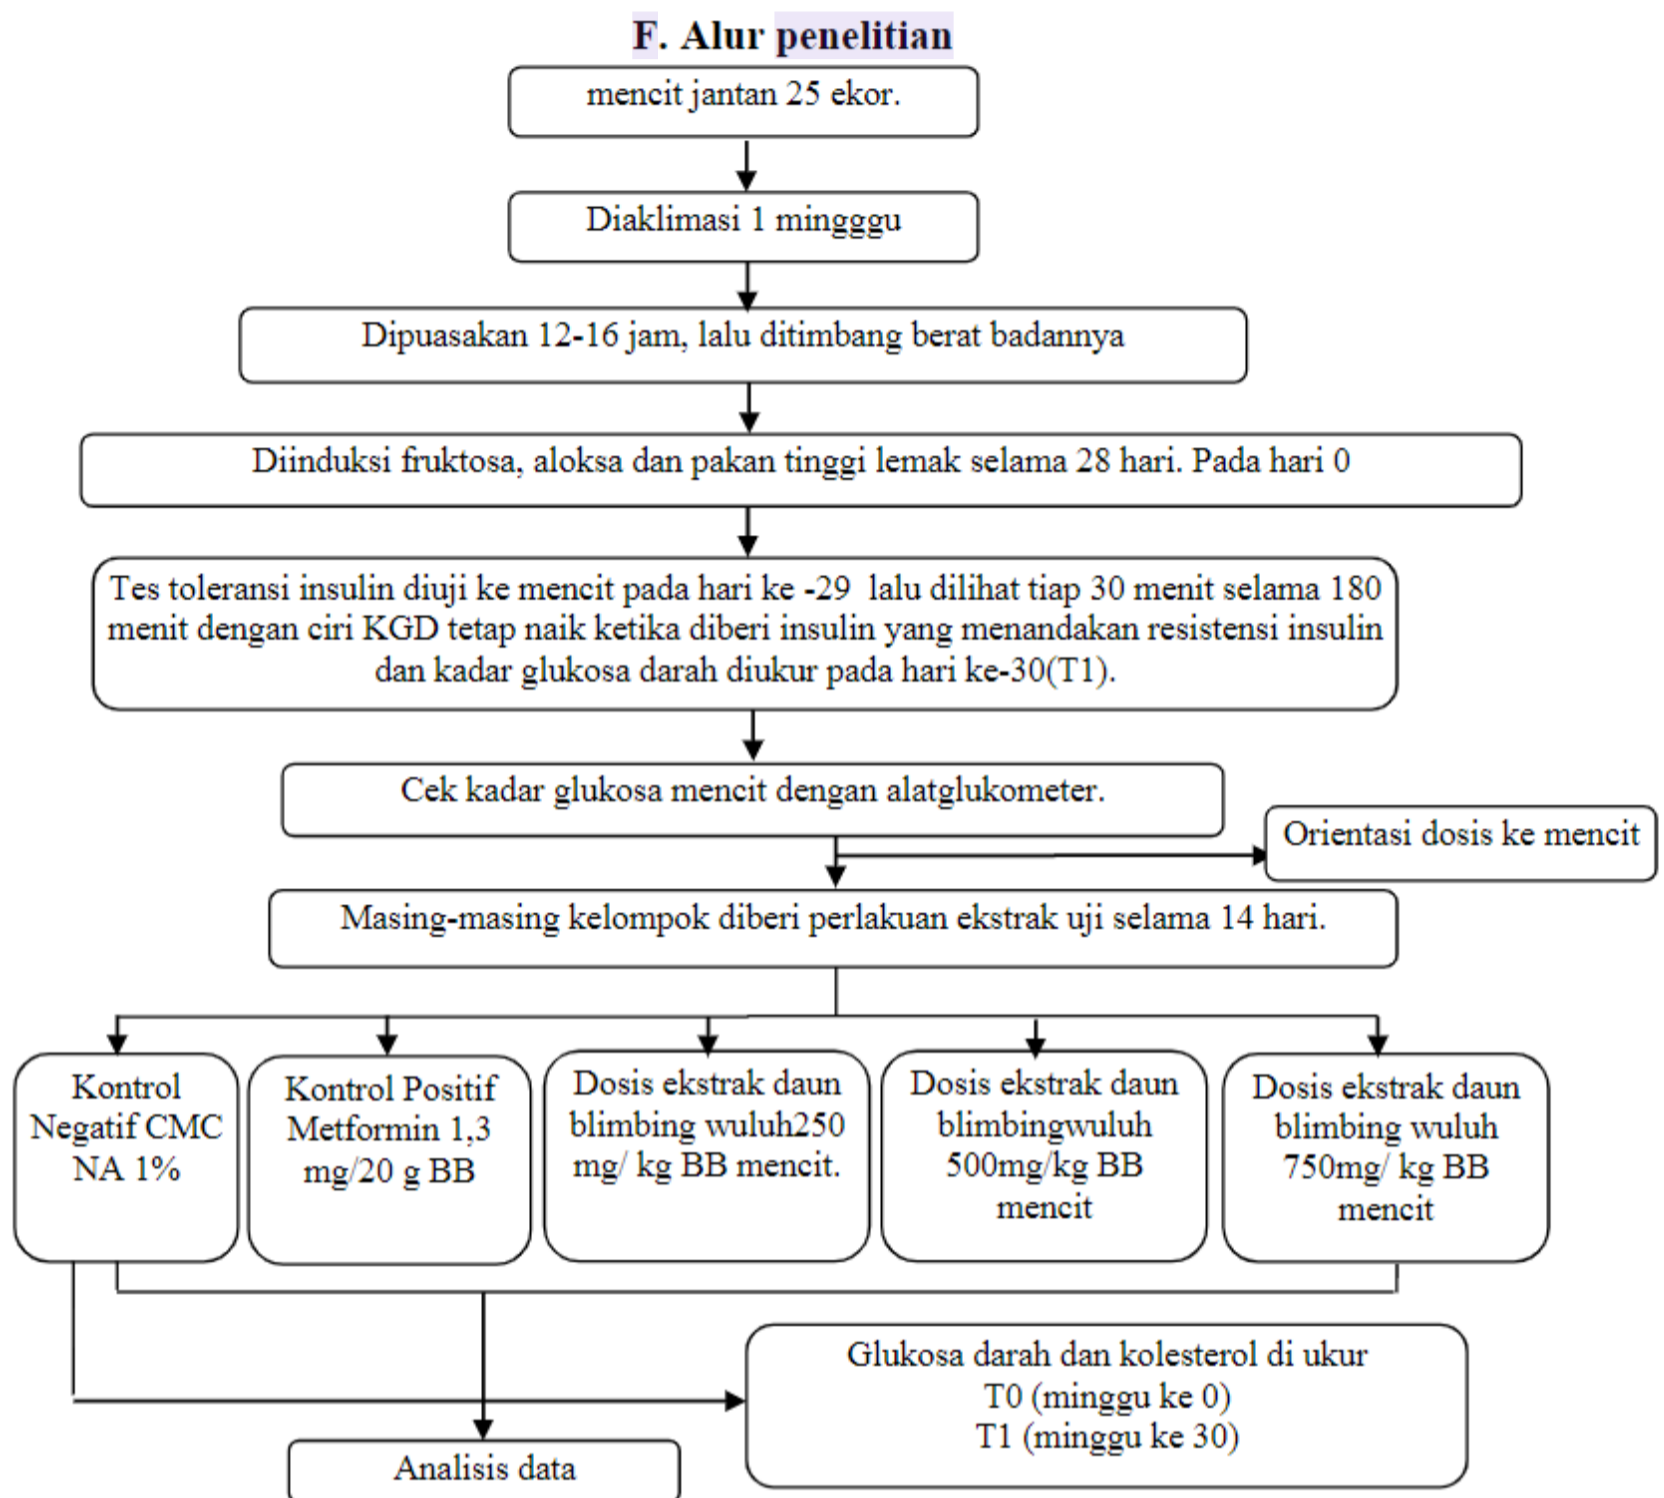 F. Alur penelitian
mencit jantan 25 ekor.
Diaklimasi 1 mingggu
Dipuasakan 12-16 jam, lalu ditimbang berat badannya
Diinduksi fruktosa, aloksa dan pakan tinggi lemak selama 28 hari. Pada hari 0
Tes toleransi insulin diuji ke mencit pada hari ke -29 lalu dilihat tiap 30 menit selama 180
menit dengan ciri KGD tetap naik ketika diberi insulin yang menandakan resistensi insulin
dan kadar glukosa darah diukur pada hari ke-30(T1).
Cek kadar glukosa mencit dengan alatglukometer.
Orientasi dosis ke mencit
Masing-masing kelompok diberi perlakuan ekstrak uji selama 14 hari.
Kontrol
Negatif CMC
NA 1%
Kontrol Positif
Metformin 1,3
mg/20 g BB
Dosis ekstrak daun
blimbing wuluh250
mg/ kg BB mencit.
Dosis ekstrak daun
blimbingwuluh
500mg/kg BB
mencit
Dosis ekstrak daun
blimbing wuluh
750mg/ kg BB
mencit
Glukosa darah dan kolesterol di ukur
T0 (minggu ke 0)
T1 (minggu ke 30)
Analisis data